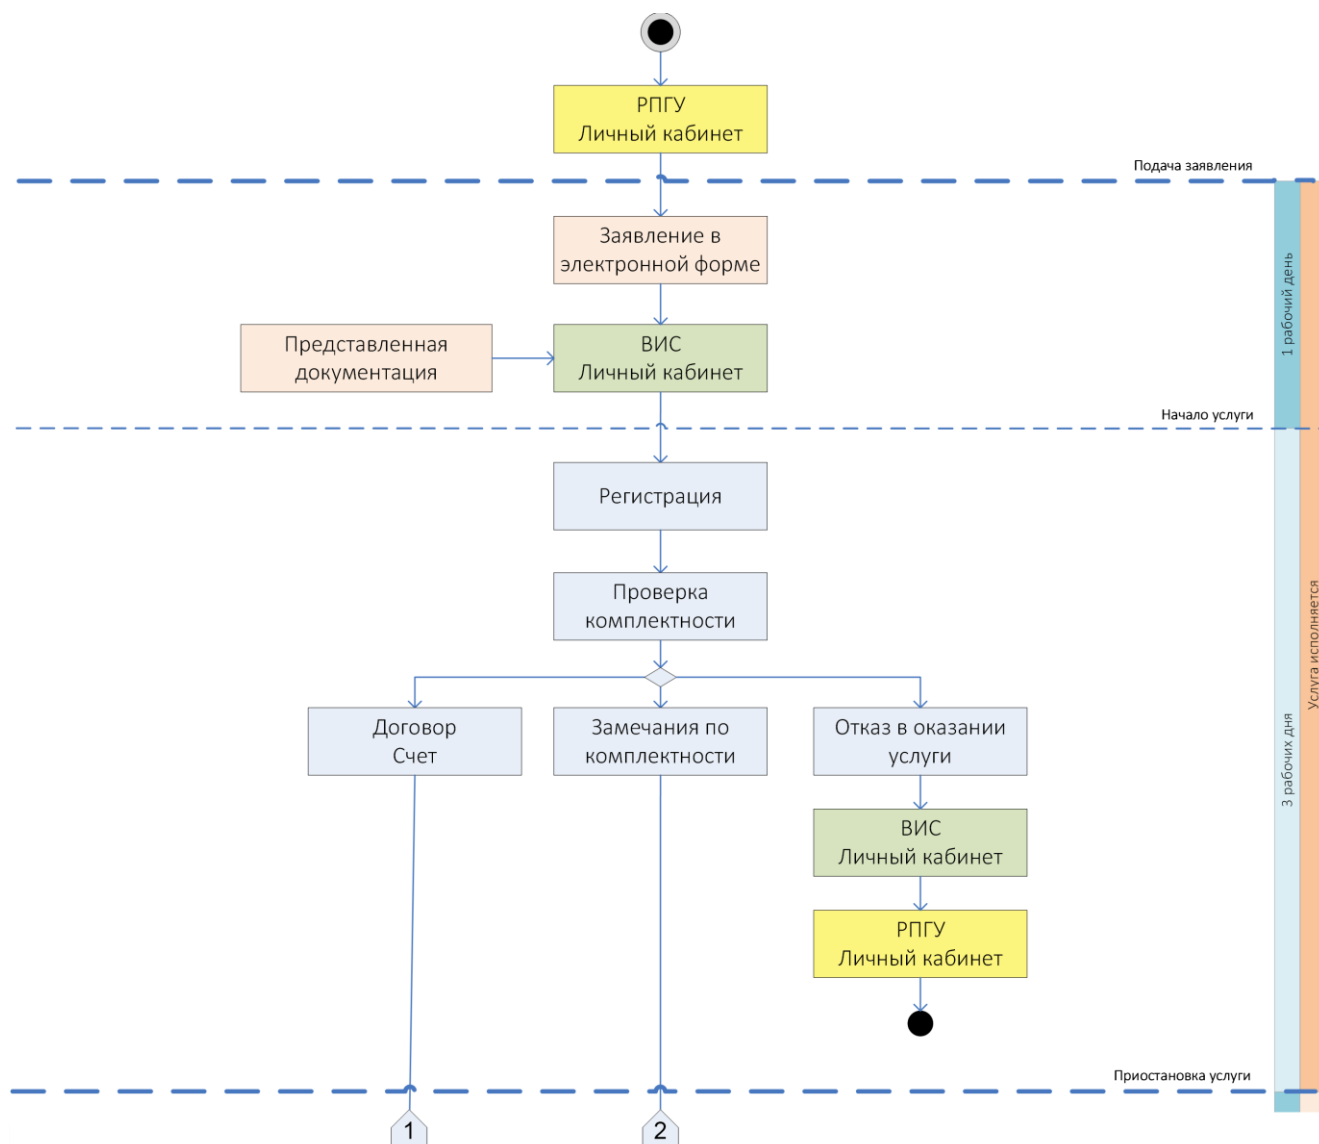 РПГУ
Личный кабинет
Подача заявления
Заявление в
электронной форме
1 рабочий день
Представленная
документация
ВИС
Личный кабинет
Начало услуги
Регистрация
Проверка
комплектности
Услуга исполняется
Договор
Счет
Замечания по
комплектности
Отказ в оказании
услуги
3 рабочих дня
ВИС
Личный кабинет
РПГУ
Личный кабинет
Приостановка услуги
1
2